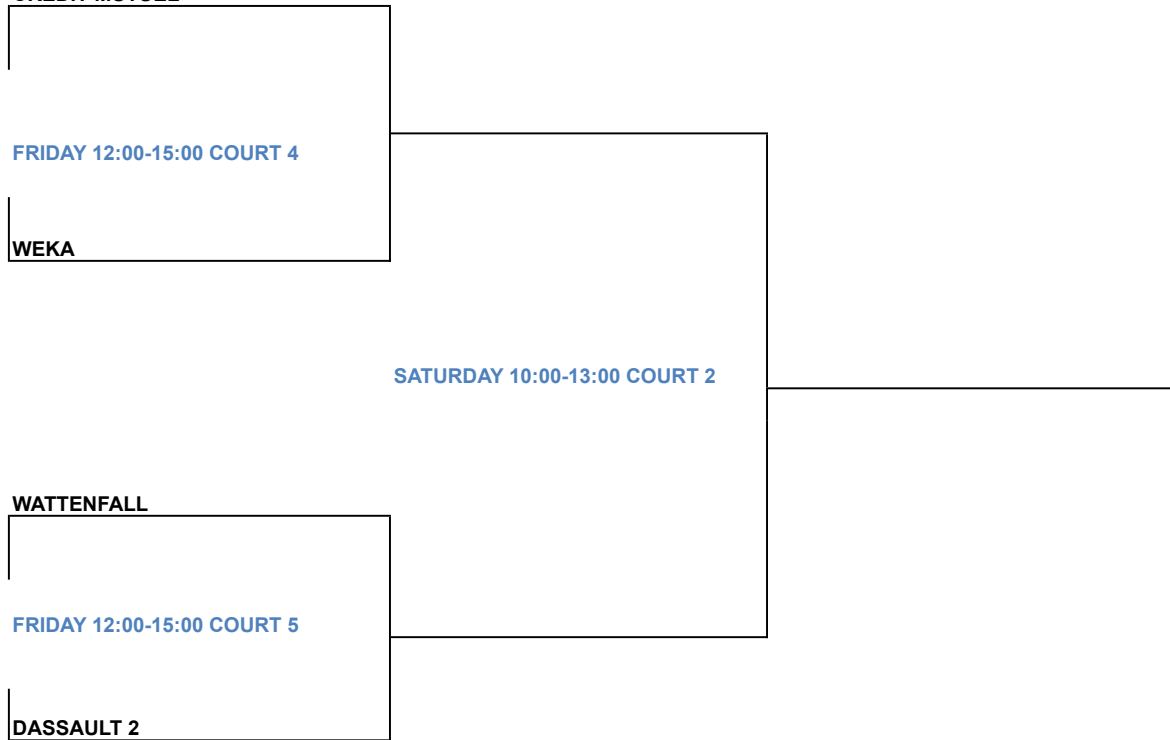 FRIDAY 12:00-15:00 COURT 4
WEKA
SATURDAY 10:00-13:00 COURT 2
WATTENFALL
FRIDAY 12:00-15:00 COURT 5
DASSAULT 2